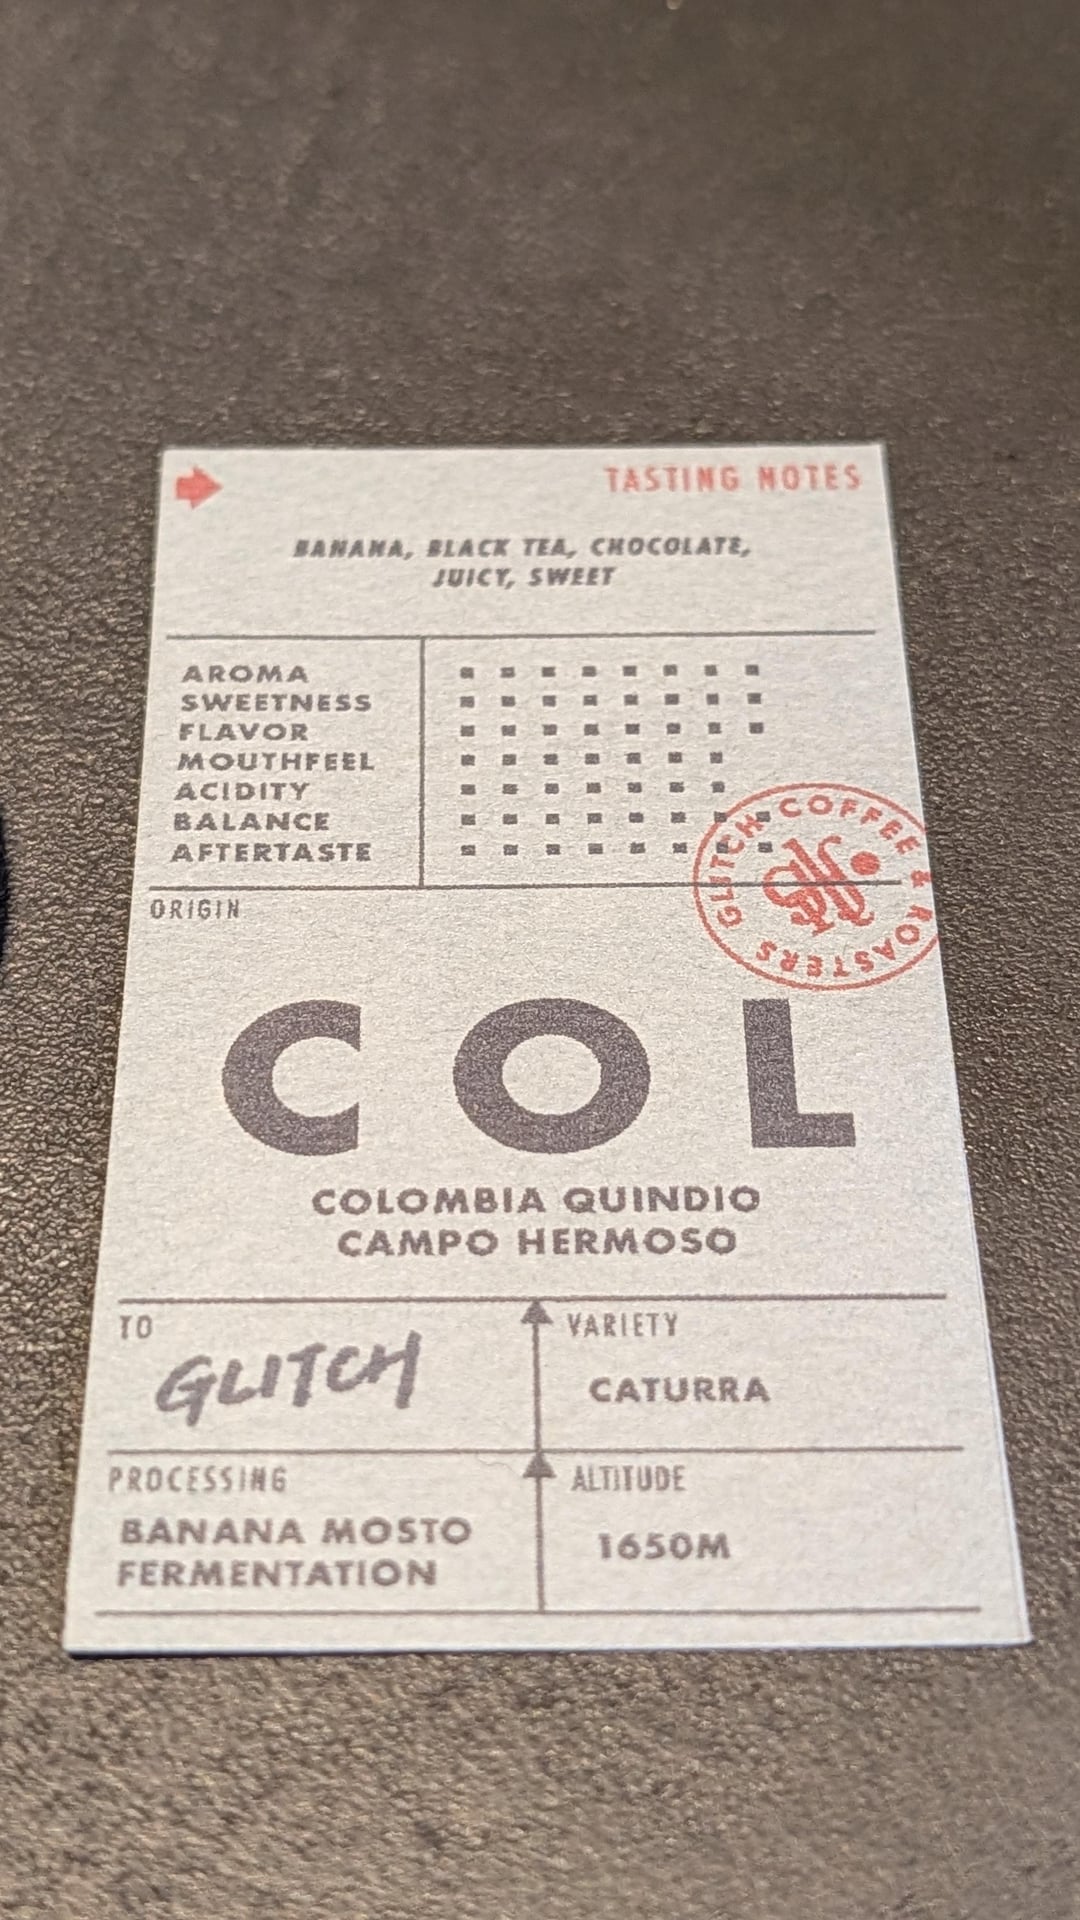 TASTING NOTES
BANANA, BLACK TEA, CHOCOLATE,
JUICY, SWEET
AROMA
SWEETNESS
FLAVOR
MOUTHFEEL
ACIDITY
BALANCE
AFTERTASTE
GLITCH COFFEE & ROASTERS
ORIGIN
COL
COLOMBIA QUINDIO
CAMPO HERMOSO
TO
GLITCH
VARIETY
CATURRA
PROCESSING
BANANA MOSTO
FERMENTATION
ALTITUDE
1650M